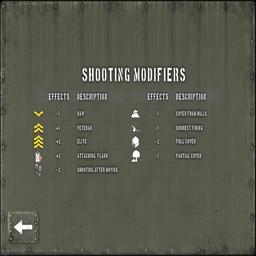 SHOOTING MODIFIERS
EFFECTS DESCRIPTION EFFECTS DESCRIPTION
-1 RAW -1 COVER FROM HILLS
+1 VETERAN -1 INDIRECT FIRING
+2 ELITE -2 FULL COVER
+2 ATTACKING FLANK -1 PARTIAL COVER
-2 SHOOTING AFTER MOVING